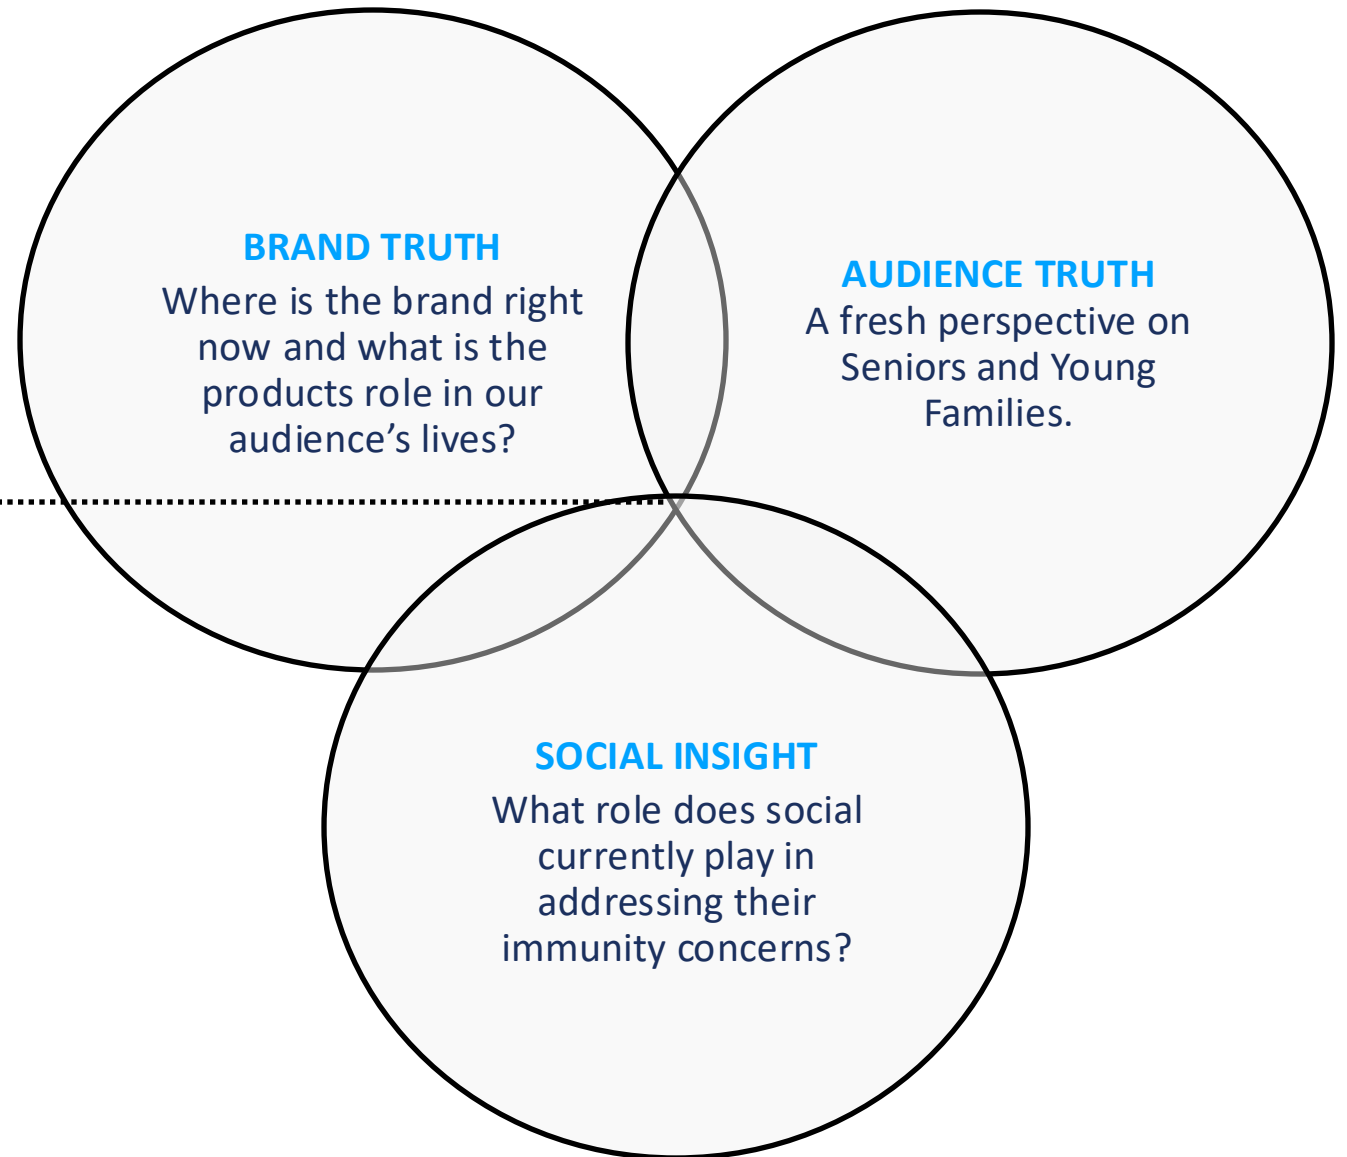 BRAND TRUTH
Where is the brand right
now and what is the
products role in our
audience’s lives?
AUDIENCE TRUTH
A fresh perspective on
Seniors and Young
Families.
SOCIAL INSIGHT
What role does social
currently play in
addressing their
immunity concerns?